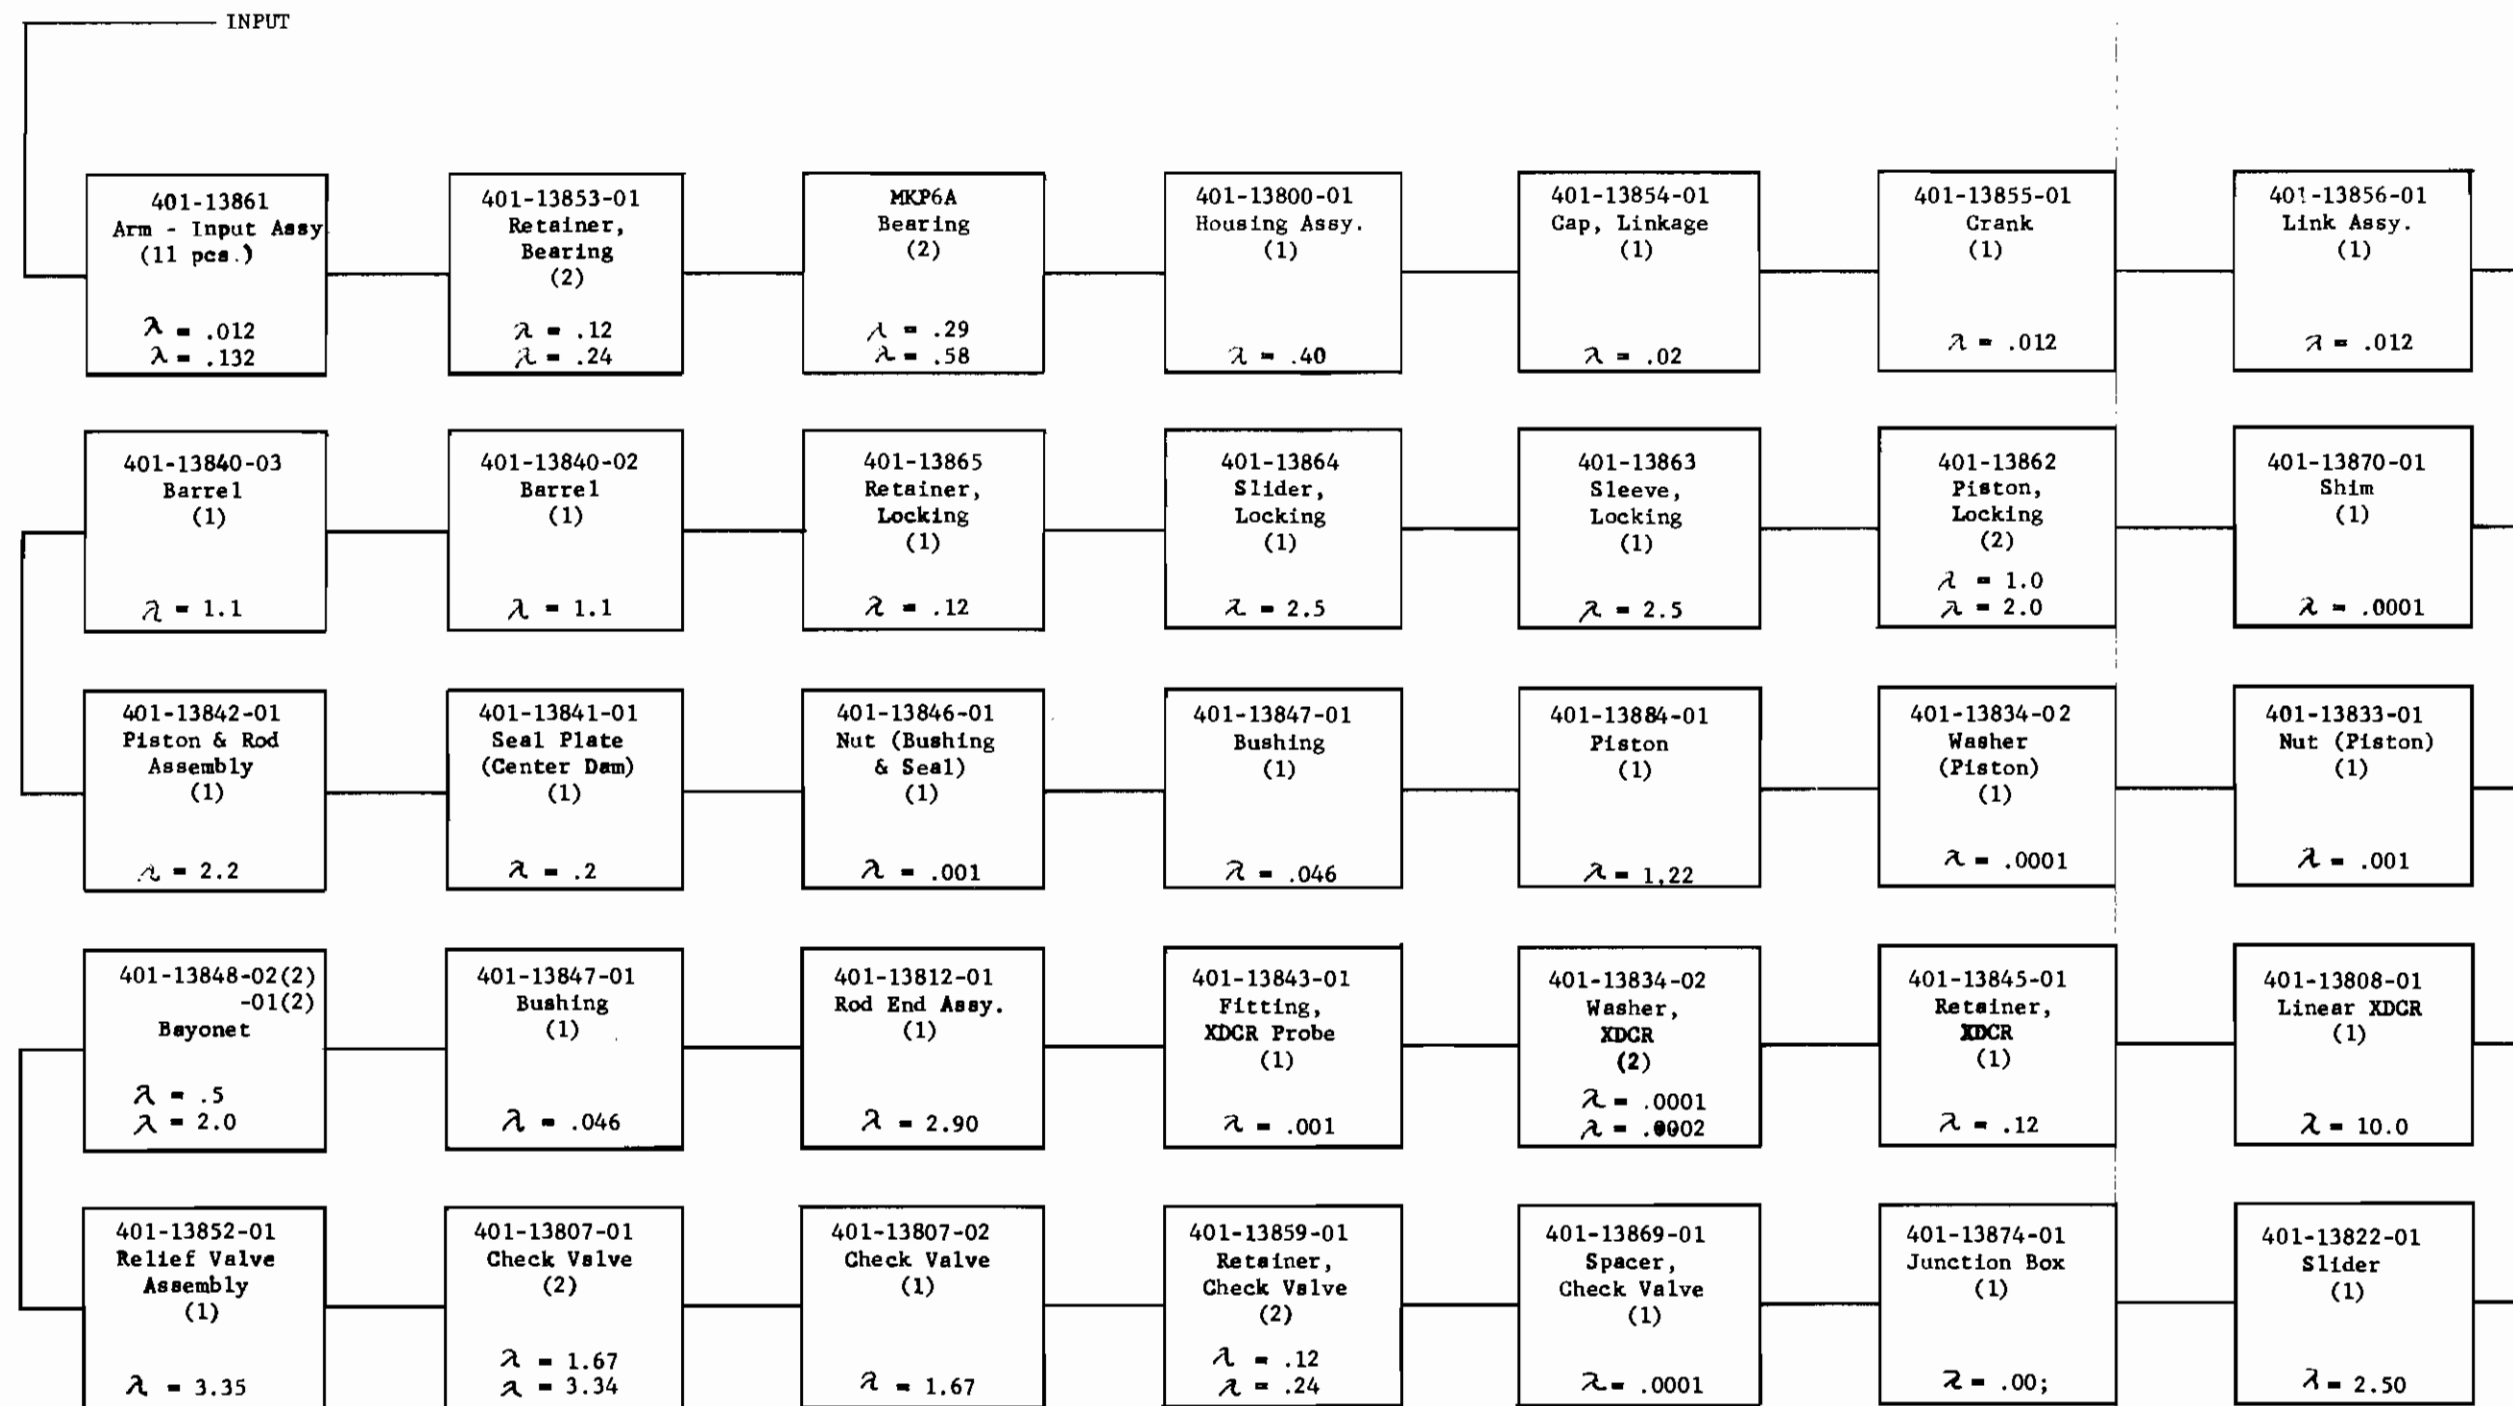 INPUT
401-13861
Arm - Input Assy
(11 pcs.)
λ = .012
λ = .132
401-13853-01
Retainer,
Bearing
(2)
λ = .12
λ = .24
MKP6A
Bearing
(2)
λ = .29
λ = .58
401-13800-01
Housing Assy.
(1)
λ = .40
401-13854-01
Cap, Linkage
(1)
λ = .02
401-13855-01
Crank
(1)
λ = .012
401-13856-01
Link Assy.
(1)
λ = .012
401-13840-03
Barrel
(1)
λ = 1.1
401-13840-02
Barrel
(1)
λ = 1.1
401-13865
Retainer,
Locking
(1)
λ = .12
401-13864
Slider,
Locking
(1)
λ = 2.5
401-13863
Sleeve,
Locking
(1)
λ = 2.5
401-13862
Piston,
Locking
(2)
λ = 1.0
λ = 2.0
401-13870-01
Shim
(1)
λ = .0001
401-13842-01
Piston & Rod
Assembly
(1)
λ = 2.2
401-13841-01
Seal Plate
(Center Dam)
(1)
λ = .2
401-13846-01
Nut (Bushing
& Seal)
(1)
λ = .001
401-13847-01
Bushing
(1)
λ = .046
401-13884-01
Piston
(1)
λ = 1.22
401-13834-02
Washer
(Piston)
(1)
λ = .0001
401-13833-01
Nut (Piston)
(1)
λ = .001
401-13848-02(2)
-01(2)
Bayonet
λ = .5
λ = 2.0
401-13847-01
Bushing
(1)
λ = .046
401-13812-01
Rod End Assy.
(1)
λ = 2.90
401-13843-01
Fitting,
XDCR Probe
(1)
λ = .001
401-13834-02
Washer,
XDCR
(2)
λ = .0001
λ = .0002
401-13845-01
Retainer,
XDCR
(1)
λ = .12
401-13808-01
Linear XDCR
(1)
λ = 10.0
401-13852-01
Relief Valve
Assembly
(1)
λ = 3.35
401-13807-01
Check Valve
(2)
λ = 1.67
λ = 3.34
401-13807-02
Check Valve
(1)
λ = 1.67
401-13859-01
Retainer,
Check Valve
(2)
λ = .12
λ = .24
401-13869-01
Spacer,
Check Valve
(1)
λ = .0001
401-13874-01
Junction Box
(1)
λ = .00;
401-13822-01
Slider
(1)
λ = 2.50